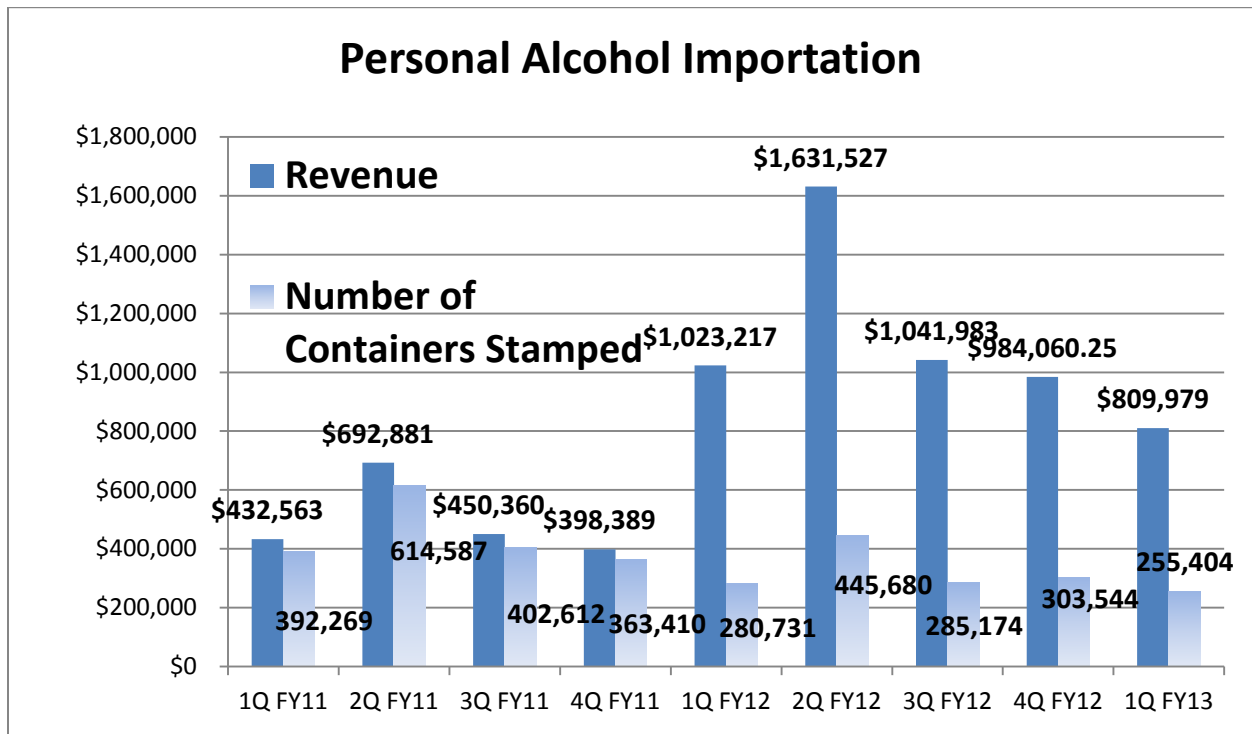 Personal Alcohol Importation
$1,800,000
$1,600,000
$1,400,000
$1,200,000
$1,000,000
$800,000
$600,000
$400,000
$200,000
$0
Revenue
Number of
Containers Stamped
$432,563
$692,881
$450,360
$398,389
$1,023,217
$1,631,527
$1,041,983
$984,060.25
$809,979
392,269
614,587
402,612
363,410
280,731
445,680
285,174
303,544
255,404
1Q FY11
2Q FY11
3Q FY11
4Q FY11
1Q FY12
2Q FY12
3Q FY12
4Q FY12
1Q FY13